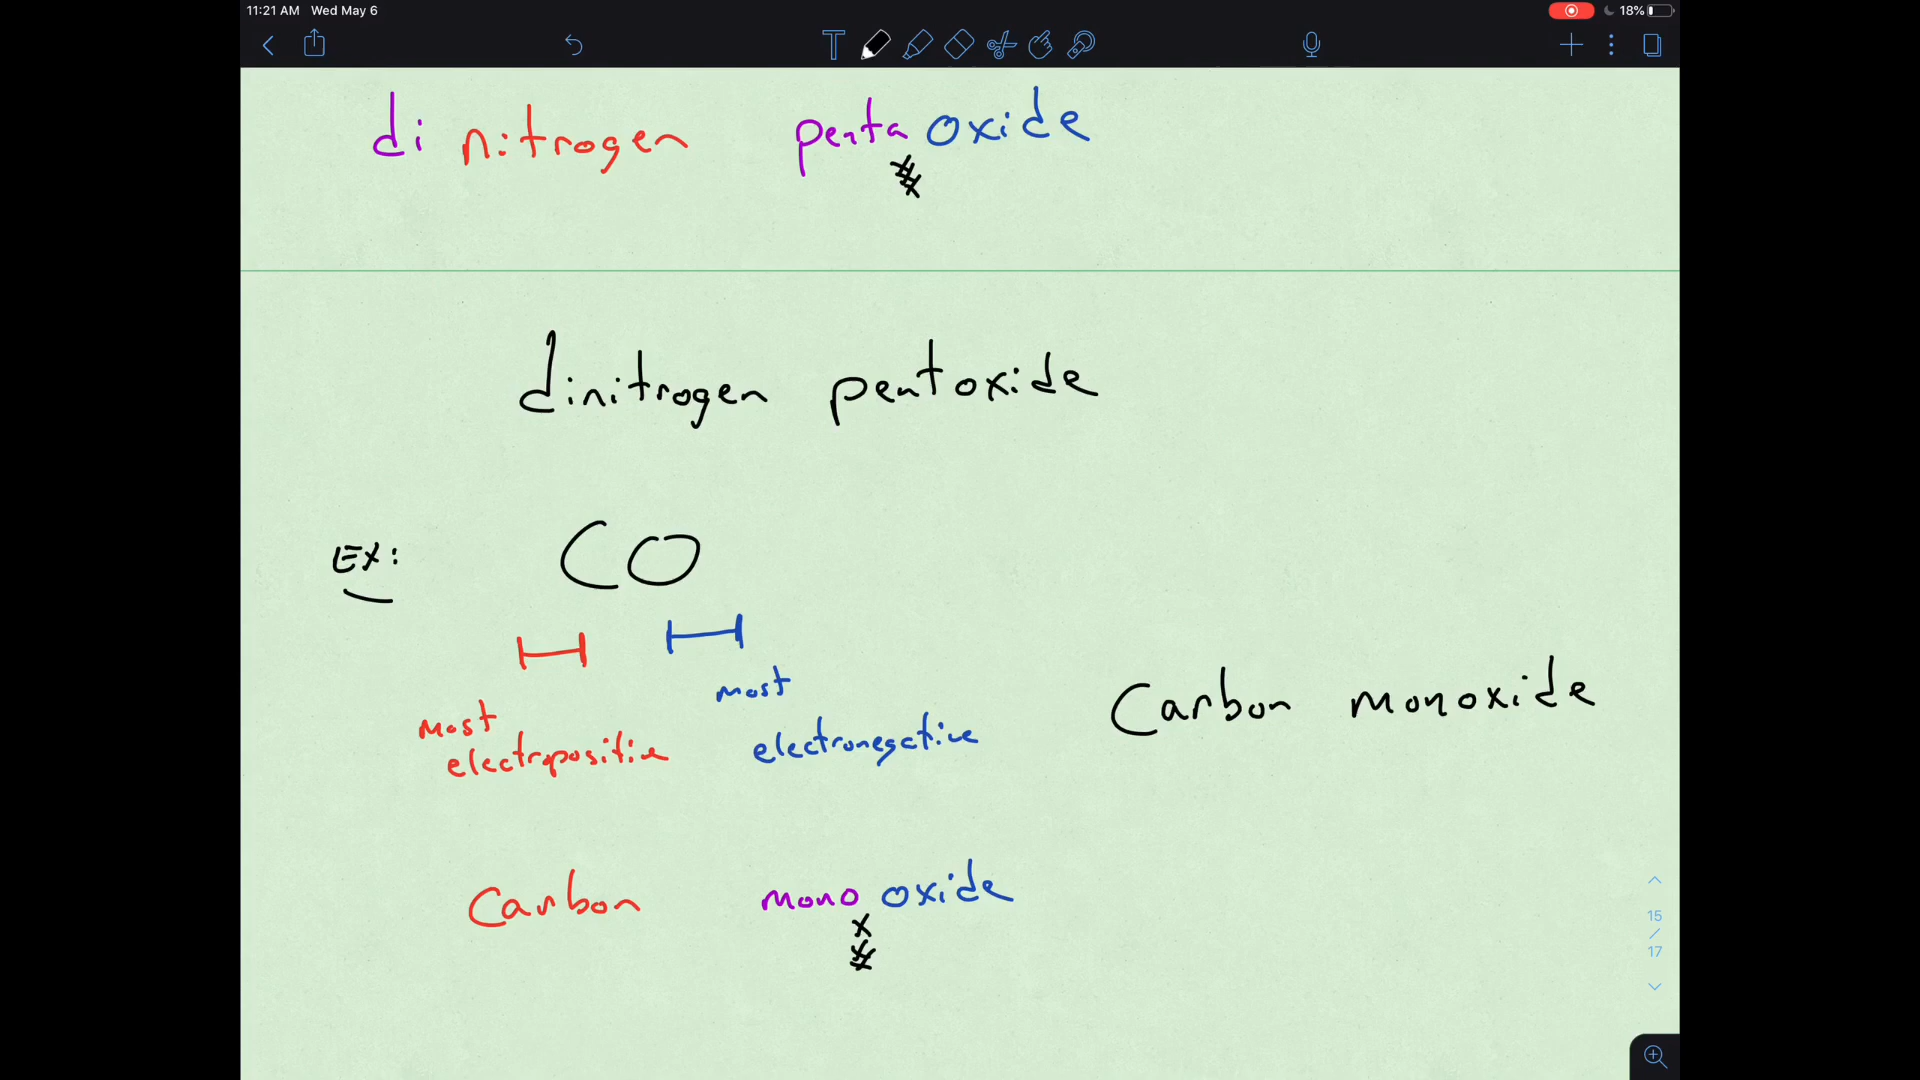 11:21 AM Wed May 6
18%
di nitrogen penta oxide
dinitrogen pentoxide
Ex: CO
most
most
electropositive
electronegative
Carbon monoxide
Carbon mono oxide
15
/
17